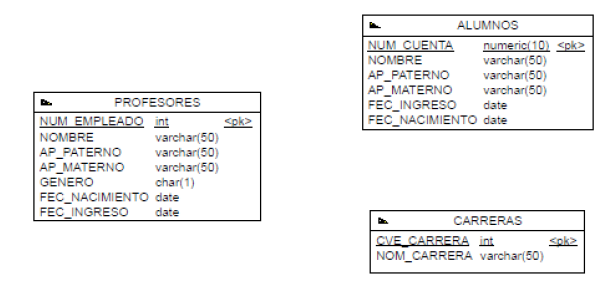 ALUMNOS
NUM_CUENTA numeric(10) <pk>
NOMBRE varchar(50)
AP_PATERNO varchar(50)
AP_MATERNO varchar(50)
FEC_INGRESO date
FEC_NACIMIENTO date
PROFESORES
NUM_EMPLEADO int <pk>
NOMBRE varchar(50)
AP_PATERNO varchar(50)
AP_MATERNO varchar(50)
GENERO char(1)
FEC_NACIMIENTO date
FEC_INGRESO date
CARRERAS
CVE_CARRERA int <pk>
NOM_CARRERA varchar(50)